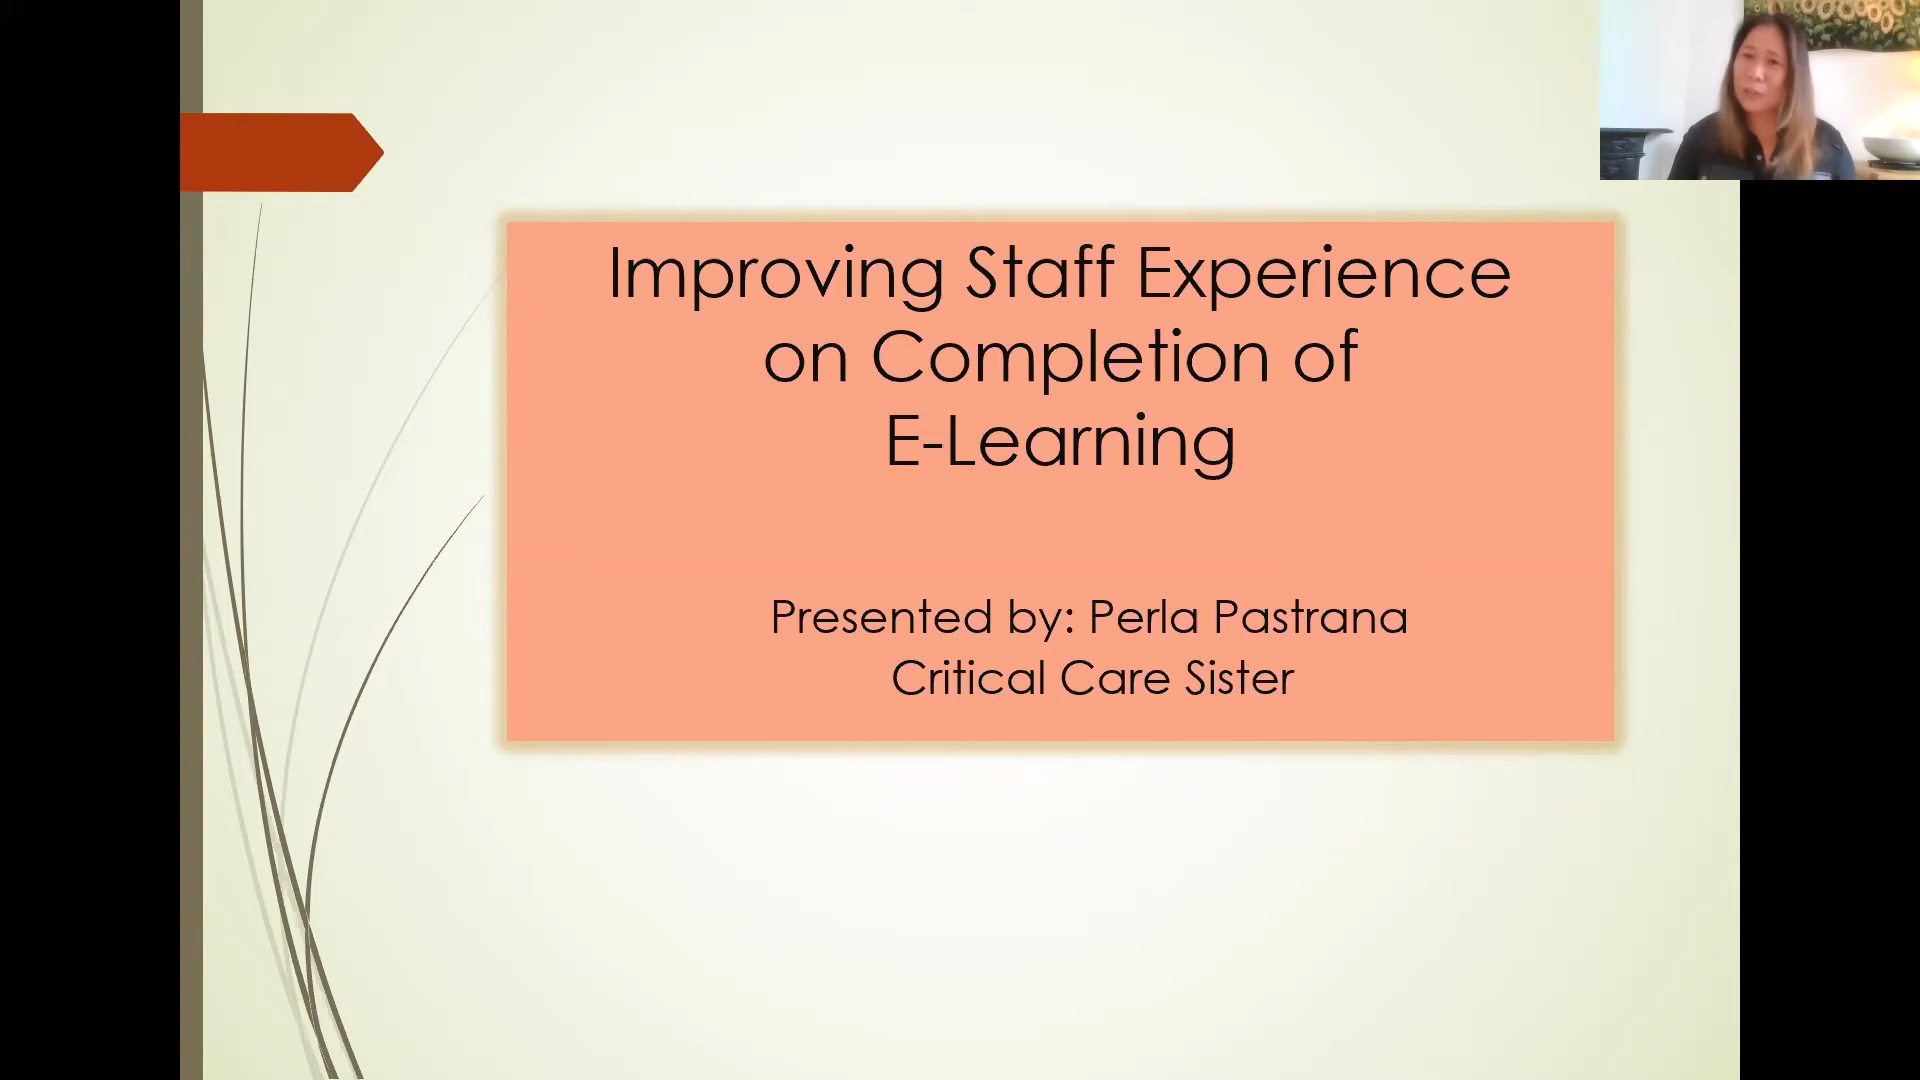 Improving Staff Experience
on Completion of
E-Learning
Presented by: Perla Pastrana
Critical Care Sister